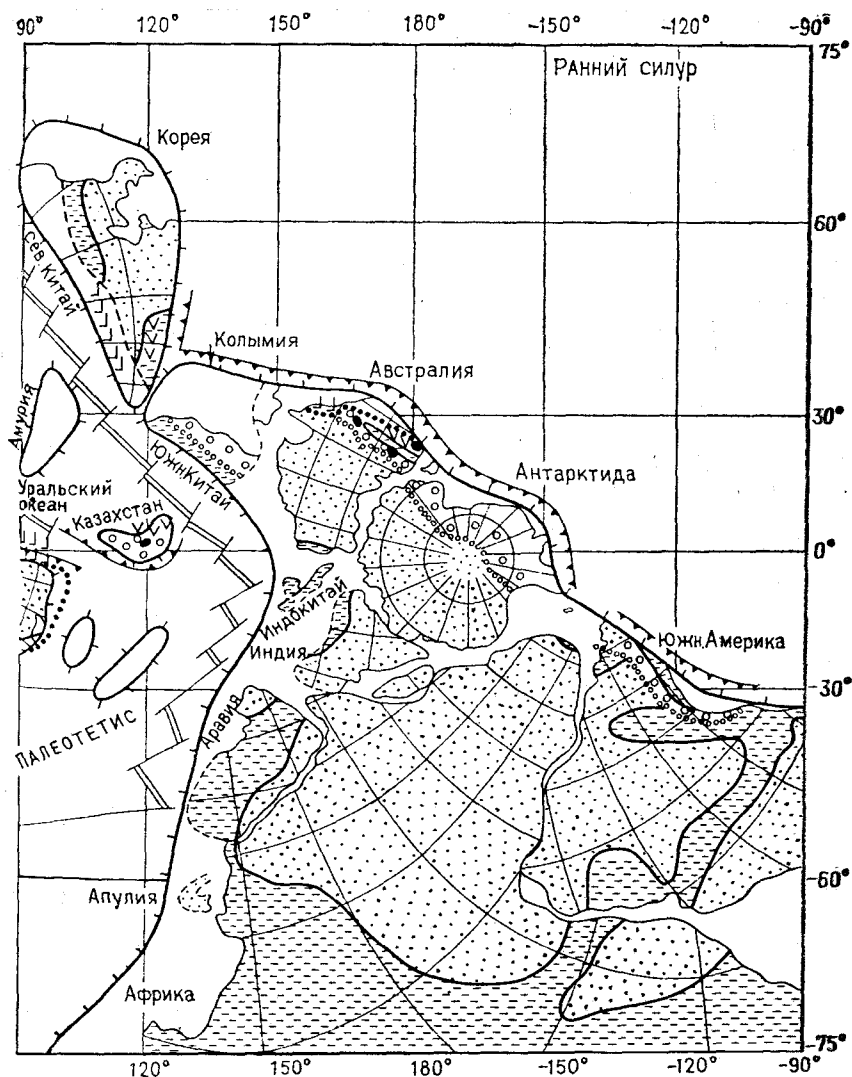 90° 120° 150° 180° -150° -120° -90°
75°
Ранний силур
Корея
60°
Сев Китай
Колымия
Австралия
30°
Амурия
Южн Китай
Антарктида
Уральский
океан
Казахстан
0°
Индокитай
Индия
Южн. Америка
-30°
Аравия
Палеотетис
-60°
Апулия
Африка
-75°
120° 150° 180° -150° -120° -90°